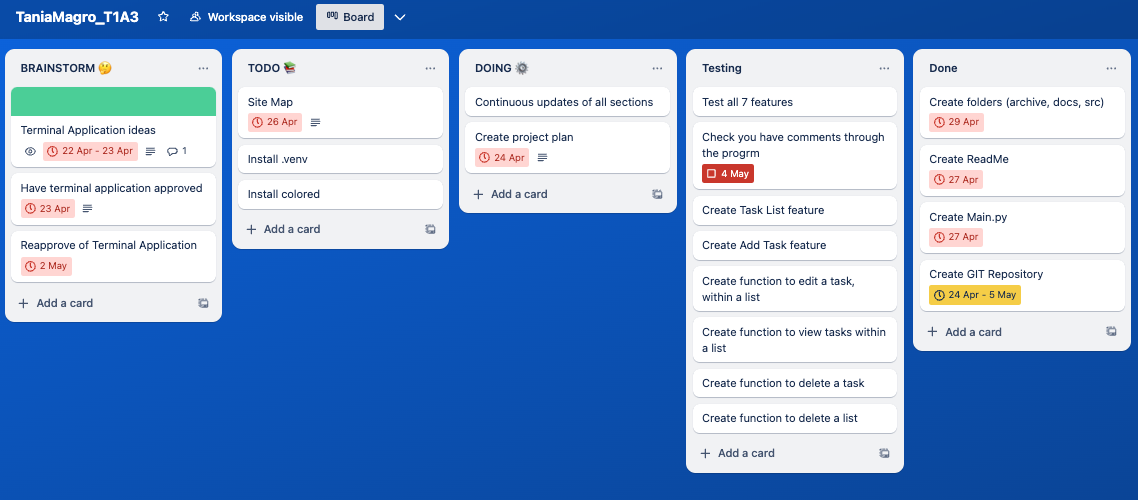 TaniaMagro_T1A3
Workspace visible
Board
BRAINSTORM 🤔
Terminal Application ideas
22 Apr - 23 Apr
1
Have terminal application approved
23 Apr
Reapprove of Terminal Application
2 May
Add a card
TODO 📚
Site Map
26 Apr
Install .venv
Install colored
Add a card
DOING ⚙️
Continuous updates of all sections
Create project plan
24 Apr
Add a card
Testing
Test all 7 features
Check you have comments through
the progrm
4 May
Create Task List feature
Create Add Task feature
Create function to edit a task,
within a list
Create function to view tasks within
a list
Create function to delete a task
Create function to delete a list
Add a card
Done
Create folders (archive, docs, src)
29 Apr
Create ReadMe
27 Apr
Create Main.py
27 Apr
Create GIT Repository
24 Apr - 5 May
Add a card